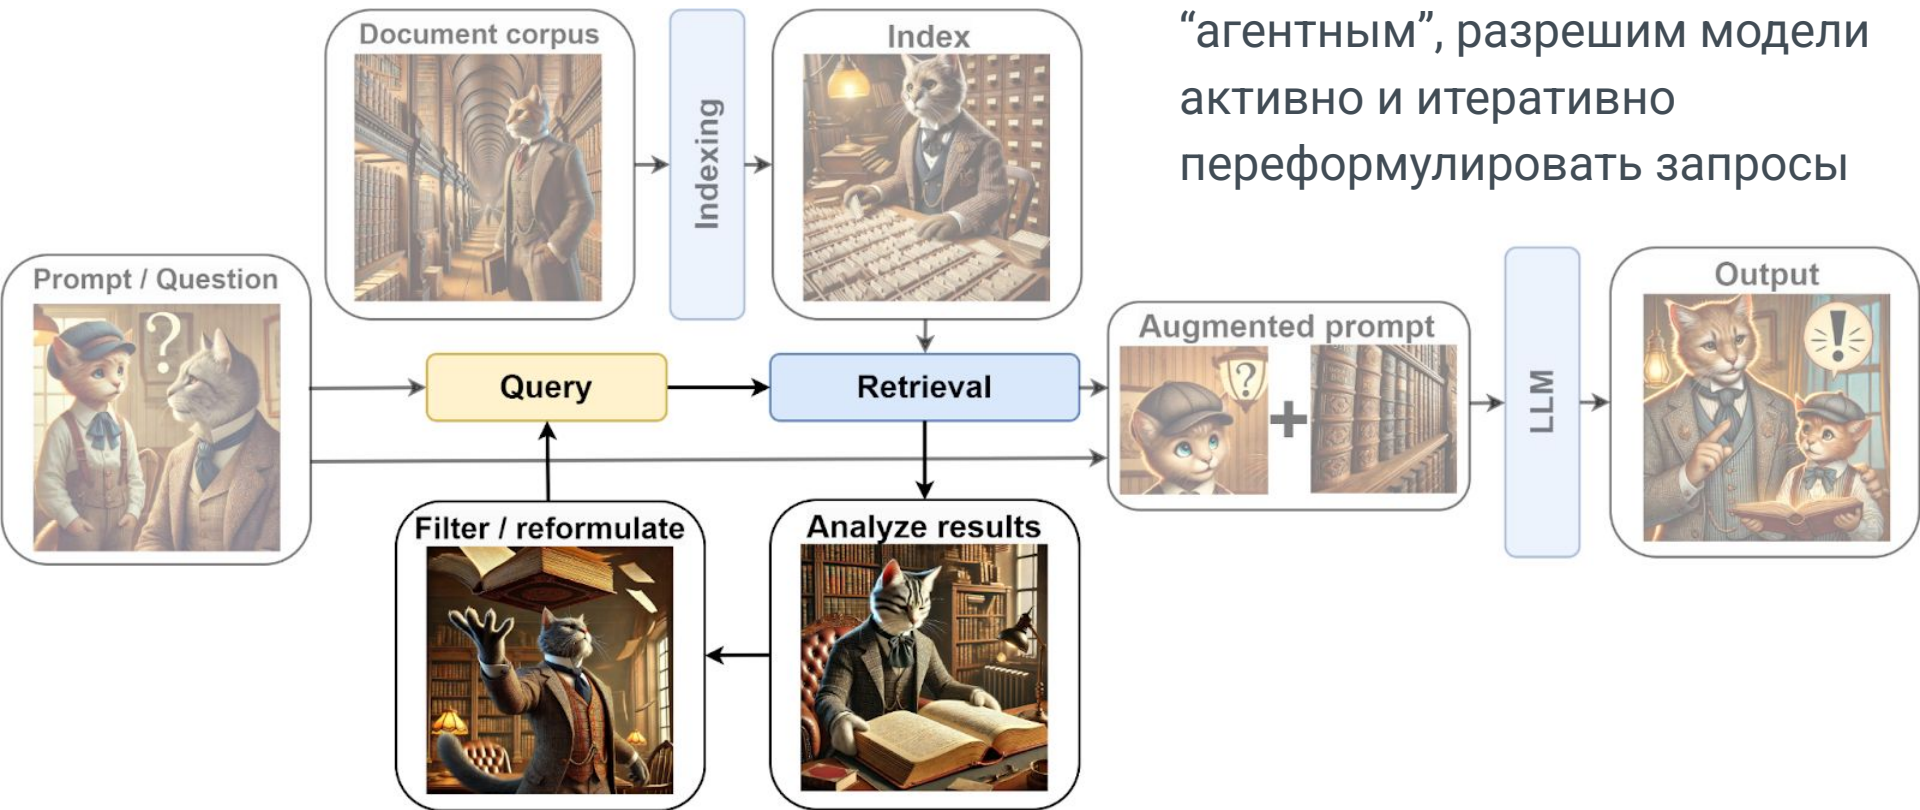 “агентным”, разрешим модели
активно и итеративно
переформулировать запросы
Document corpus
Indexing
Index
Prompt / Question
?
Query
Retrieval
Augmented prompt
?
+
LLM
Output
!
Filter / reformulate
Analyze results